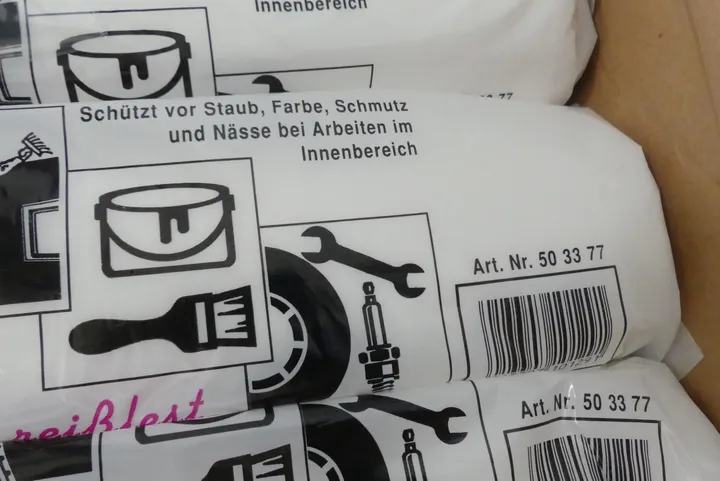 Innenbereich
Schützt vor Staub, Farbe, Schmutz
und Nässe bei Arbeiten im
Innenbereich
Art. Nr. 50 33 77
reißfest
Art. Nr. 50 33 77